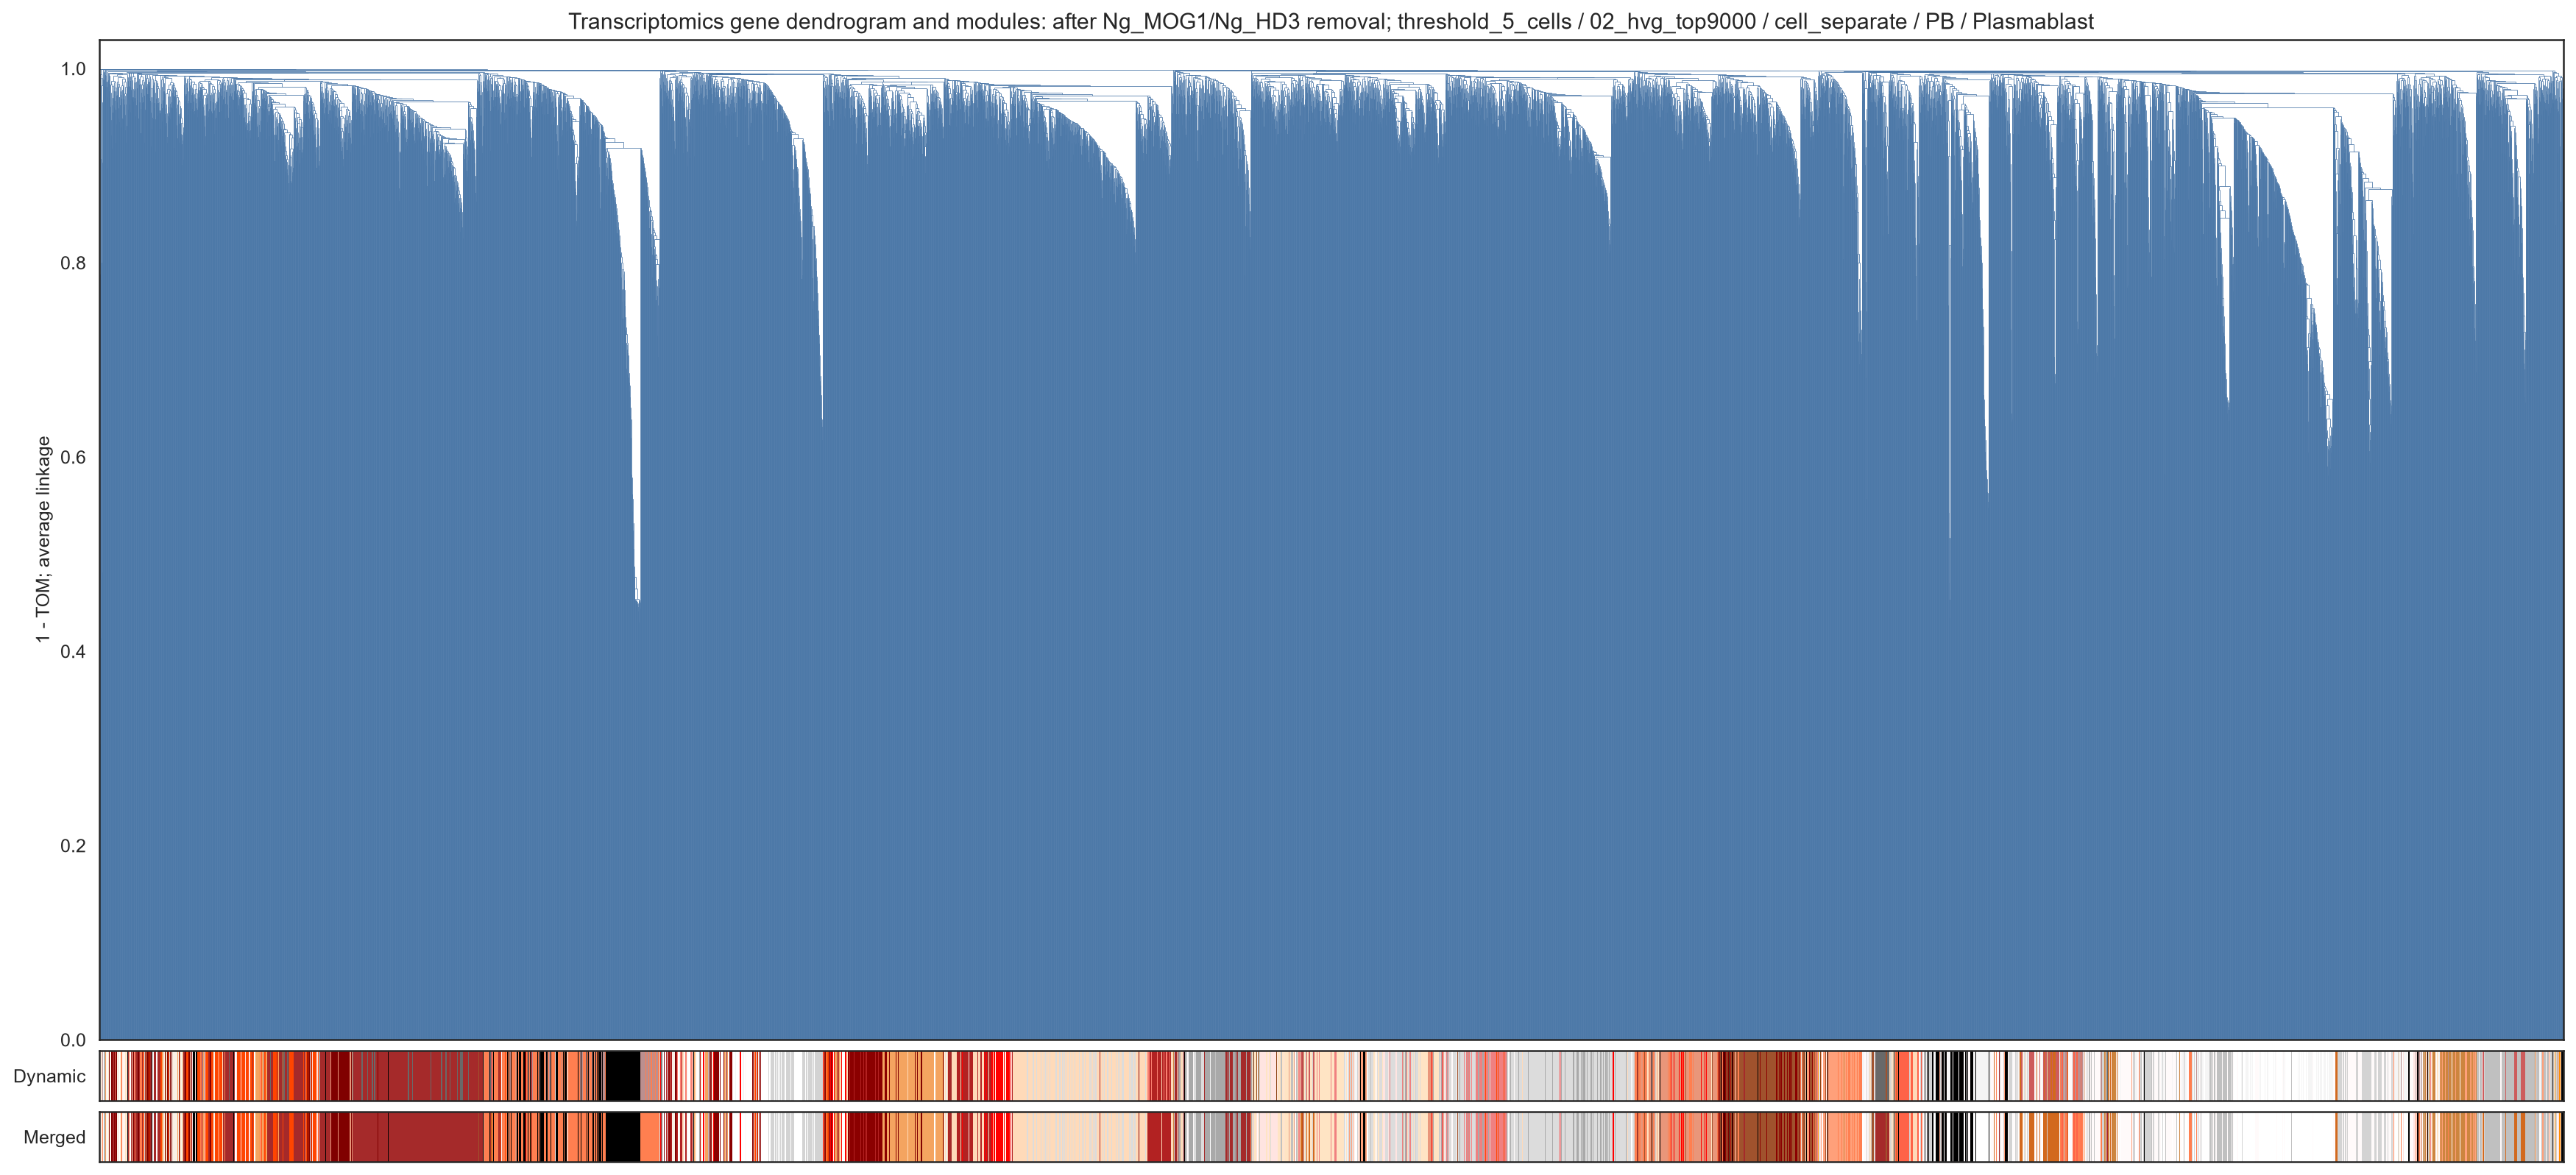 Transcriptomics gene dendrogram and modules: after Ng_MOG1/Ng_HD3 removal; threshold_5_cells / 02_hvg_top9000 / cell_separate / PB / Plasmablast
1.0
0.8
0.6
0.4
0.2
0.0
1 - TOM; average linkage
Dynamic
Merged